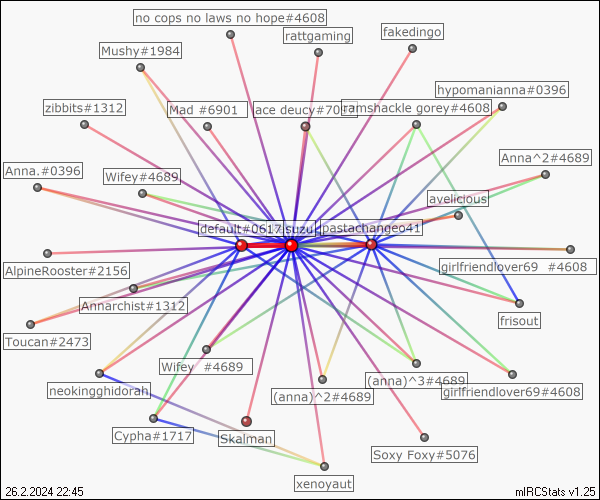 no cops no laws no hope#4608
rattgaming
fakedingo
Mushy#1984
hypomanianna#0396
zibbits#1312
Mad #6901
lace deucy#70
ramshackle gorey#4608
Anna^2#4689
Anna.#0396
Wifey#4689
avelicious
default#0617
suzu
pastachangeo41
AlpineRooster#2156
girlfriendlover69 #4608
Annarchist#1312
frisout
Toucan#2473
Wifey #4689
(anna)^3#4689
neokingghidorah
(anna)^2#4689
girlfriendlover69#4608
Cypha#1717
Skalman
Soxy Foxy#5076
xenoyaut
26.2.2024 22:45
mIRCStats v1.25